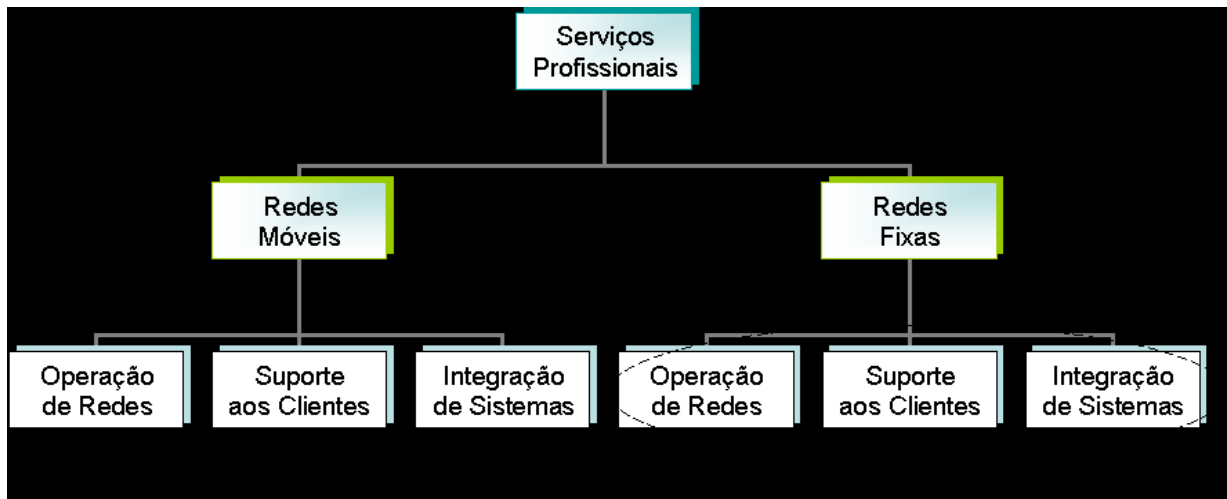 Serviços
Profissionais
Redes
Móveis
Redes
Fixas
Operação
de Redes
Suporte
aos Clientes
Integração
de Sistemas
Operação
de Redes
Suporte
aos Clientes
Integração
de Sistemas